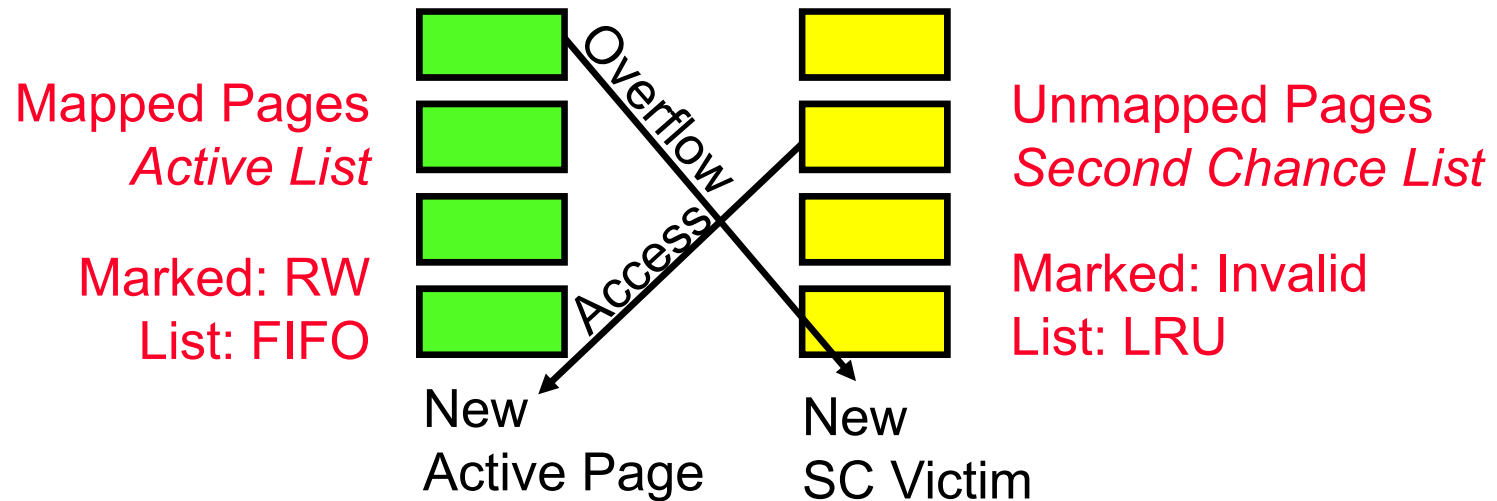 Mapped Pages
Active List
Marked: RW
List: FIFO
Overflow
Access
Unmapped Pages
Second Chance List
Marked: Invalid
List: LRU
New
Active Page
New
SC Victim